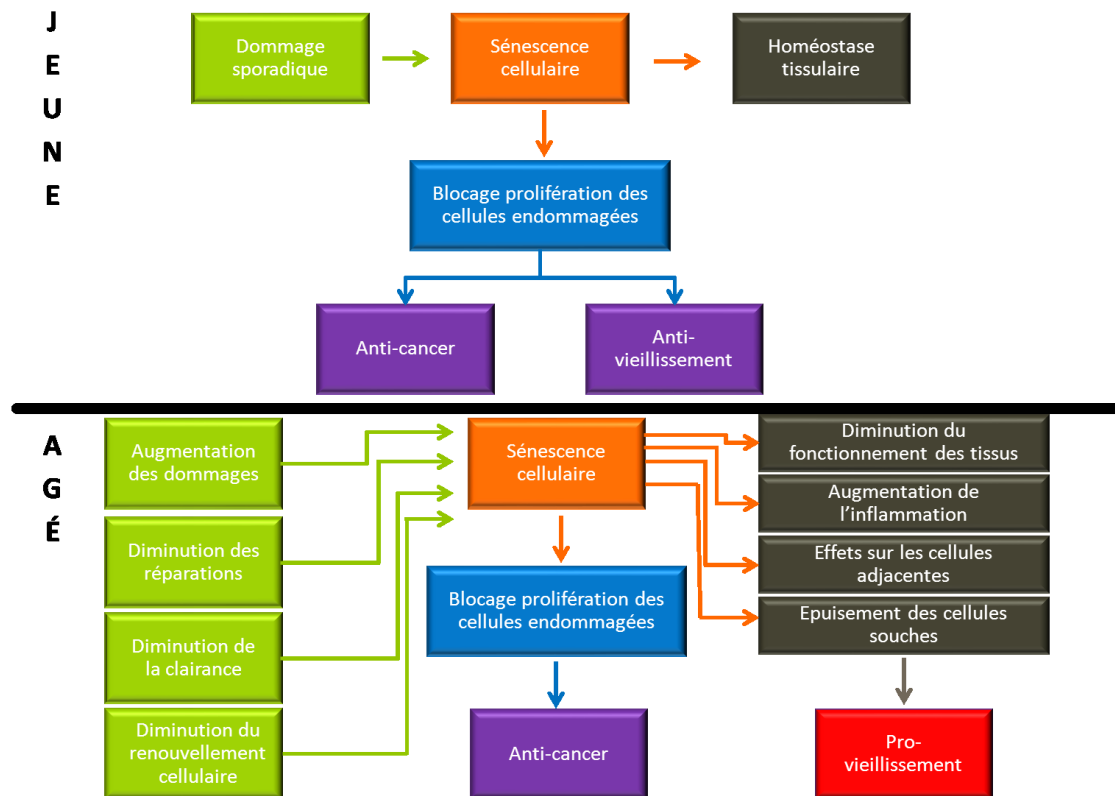 J
E
U
N
E
Dommage
sporadique
Sénescence
cellulaire
Homéostase
tissulaire
Blocage prolifération des
cellules endommagées
Anti-cancer
Anti-
vieillissement
A
G
É
Augmentation
des dommages
Diminution des
réparations
Diminution de
la clairance
Diminution du
renouvellement
cellulaire
Sénescence
cellulaire
Blocage prolifération des
cellules endommagées
Anti-cancer
Diminution du
fonctionnement des tissus
Augmentation de
l'inflammation
Effets sur les cellules
adjacentes
Epuisement des cellules
souches
Pro-
vieillissement